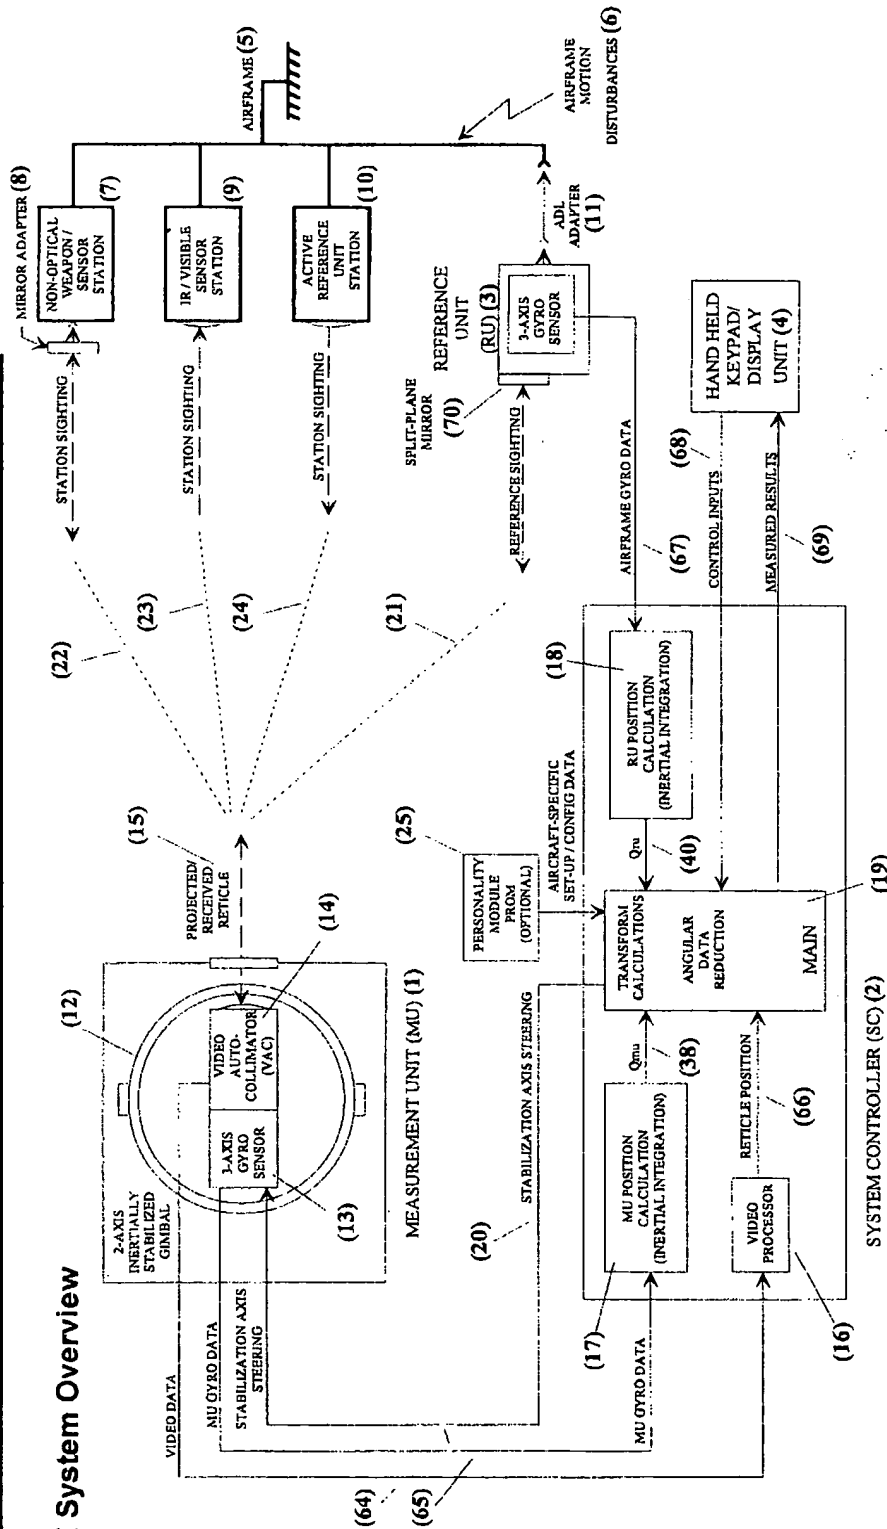 System Overview
2-AXIS
INERTIALLY
STABILIZED
GIMBAL
(12)
3-AXIS
GYRO
SENSOR
(13)
VIDEO
AUTO-
COLLIMATOR
(VAC)
(14)
MEASUREMENT UNIT (MU) (1)
PROJECTED/
RECEIVED
RETICLE
(15)
VIDEO DATA
MU GYRO DATA
STABILIZATION AXIS
STEERING
(64)
(65)
(20)
STABILIZATION AXIS STEERING
(22)
(23)
(24)
(21)
STATION SIGHTING
STATION SIGHTING
STATION SIGHTING
REFERENCE SIGHTING
MIRROR ADAPTER (8)
NON-OPTICAL
WEAPON/
SENSOR
STATION
(7)
IR / VISIBLE
SENSOR
STATION
(9)
ACTIVE
REFERENCE
UNIT
STATION
(10)
AIRFRAME (5)
AIRFRAME
MOTION
DISTURBANCES (6)
SPLIT-PLANE
MIRROR
(70)
REFERENCE
UNIT
(RU) (3)
3-AXIS
GYRO
SENSOR
ADL
ADAPTER
(11)
PERSONALITY
MODULE
PROM
(OPTIONAL)
(25)
AIRCRAFT-SPECIFIC
SET-UP / CONFIG DATA
AIRFRAME GYRO DATA
(67)
CONTROL INPUTS
(68)
MEASURED RESULTS
(69)
HAND HELD
KEYPAD/
DISPLAY
UNIT (4)
MU GYRO DATA
(17)
MU POSITION
CALCULATION
(INERTIAL INTEGRATION)
Qmu
(38)
TRANSFORM
CALCULATIONS
ANGULAR
DATA
REDUCTION
MAIN
(19)
Qru
(40)
RU POSITION
CALCULATION
(INERTIAL INTEGRATION)
(18)
VIDEO
PROCESSOR
(16)
RETICLE POSITION
(66)
SYSTEM CONTROLLER (SC) (2)